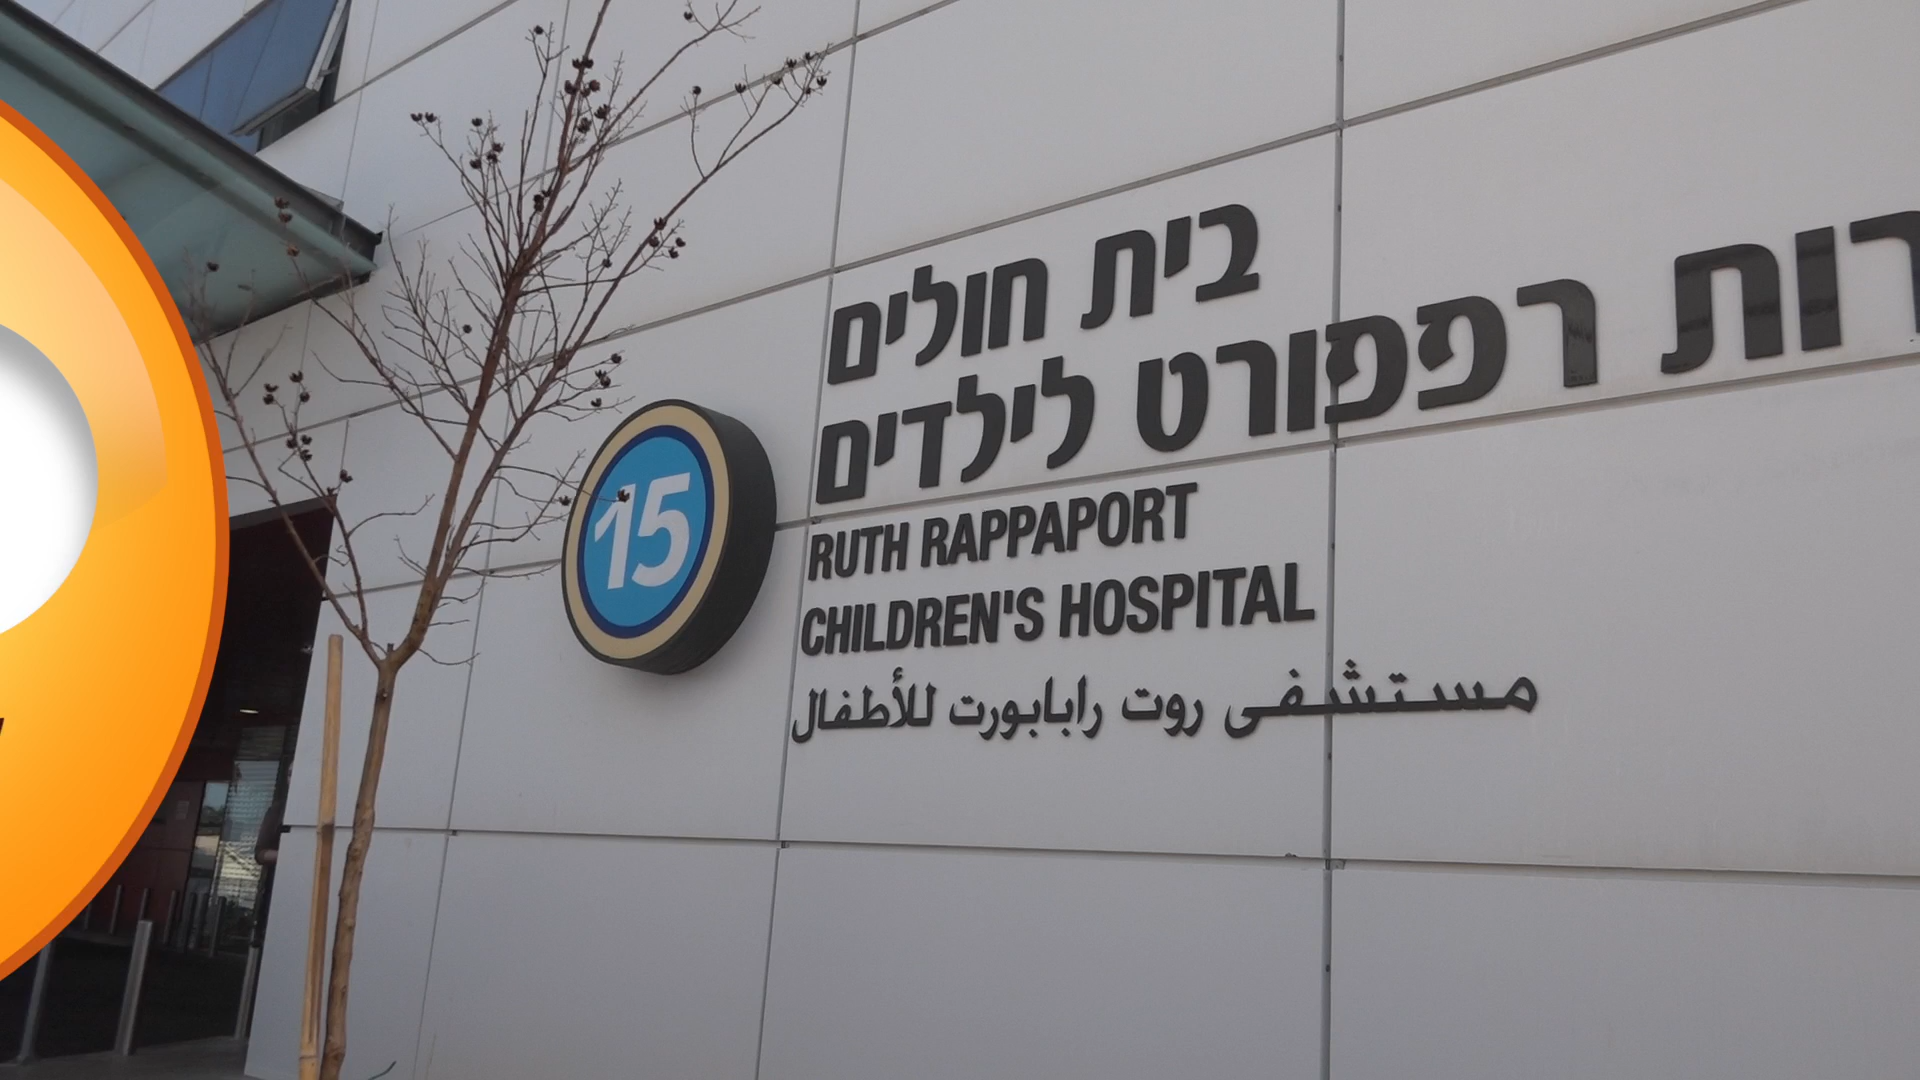 בית חולים
רות רפפורט לילדים
15
RUTH RAPPAPORT
CHILDREN'S HOSPITAL
مستشفى روت رابابورت للأطفال